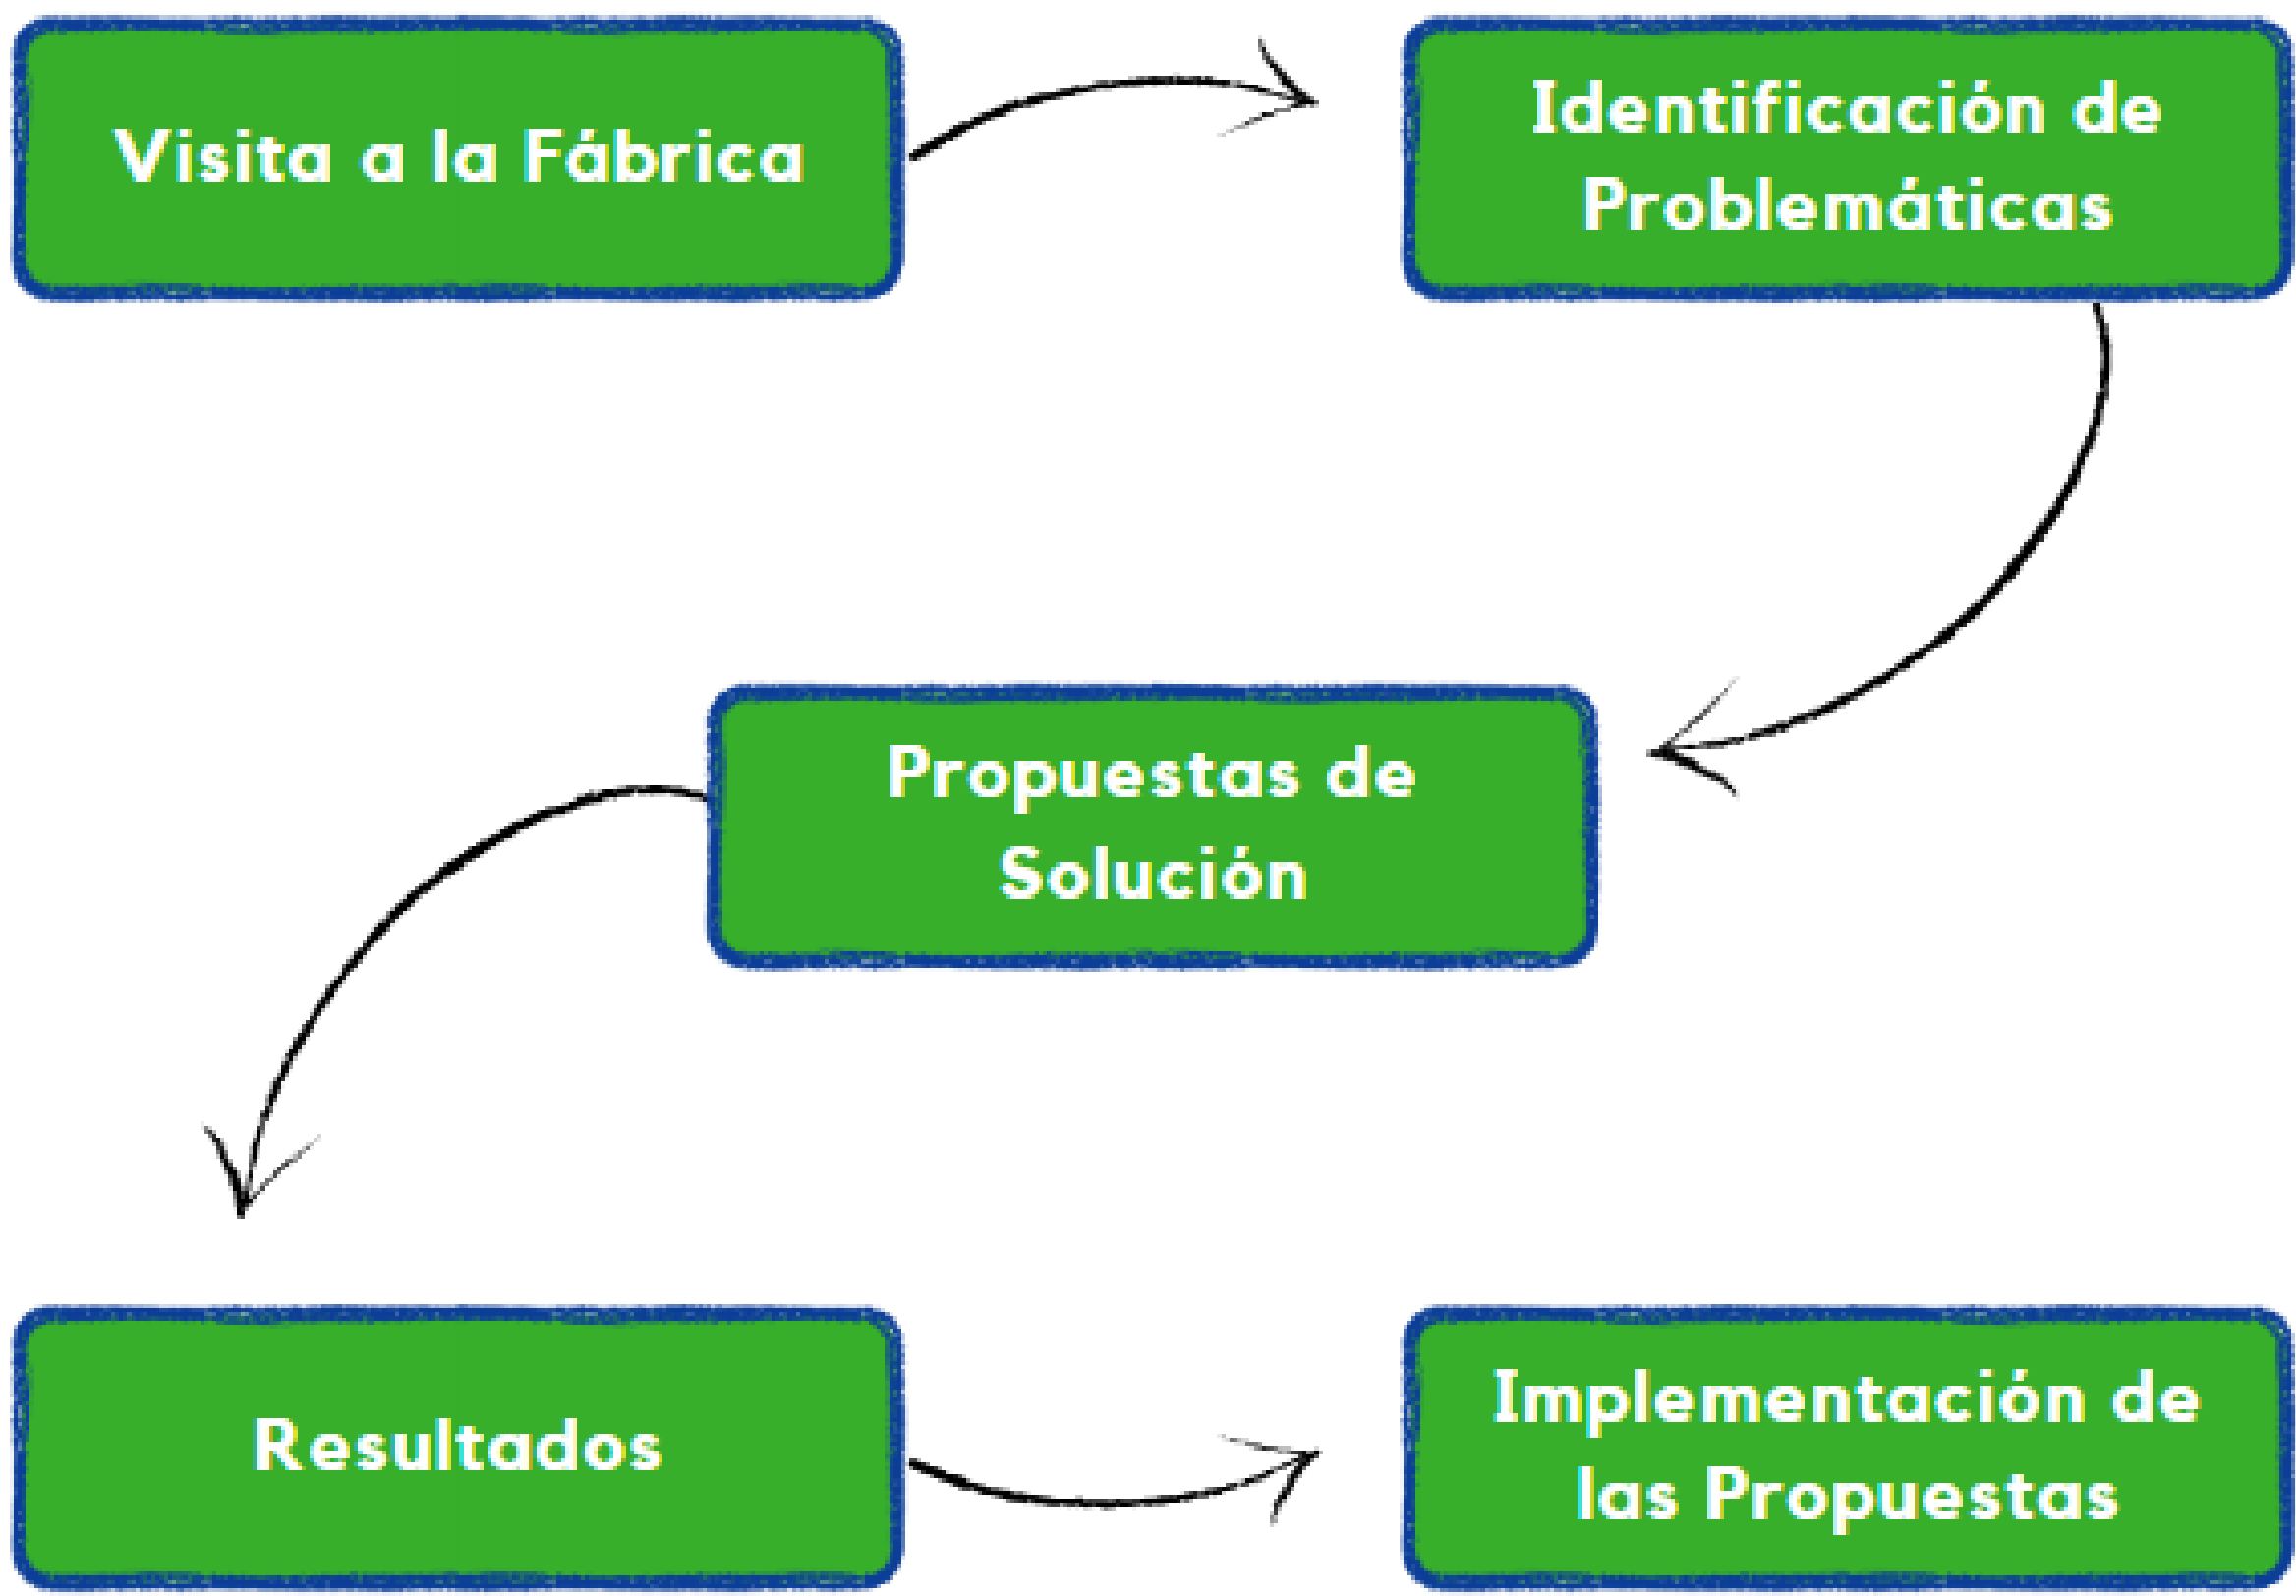 Visita a la Fábrica
Identificación de
Problemáticas
Propuestas de
Solución
Resultados
Implementación de
las Propuestas